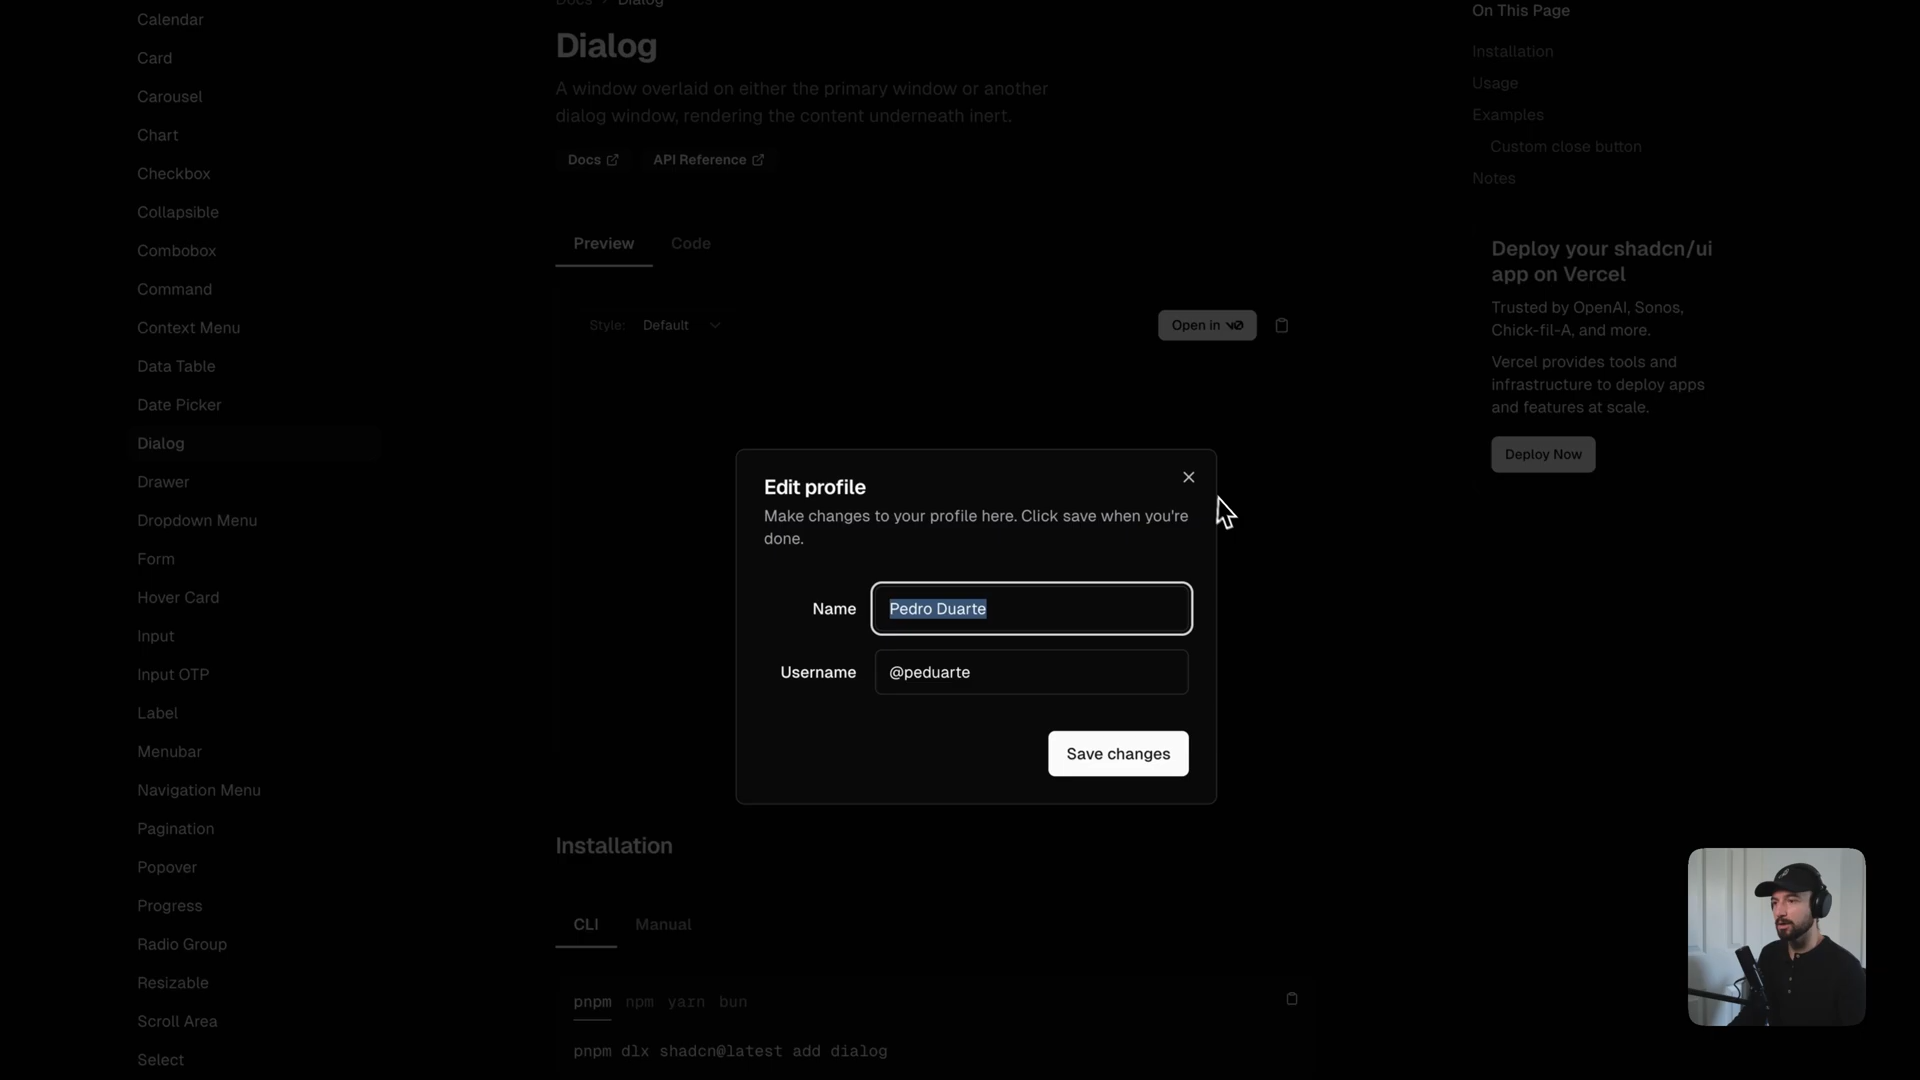 Calendar
Card
Carousel
Chart
Checkbox
Collapsible
Combobox
Command
Context Menu
Data Table
Date Picker
Dialog
Drawer
Dropdown Menu
Form
Hover Card
Input
Input OTP
Label
Menubar
Navigation Menu
Pagination
Popover
Progress
Radio Group
Resizable
Scroll Area
Select
Docs > Dialog
Dialog
A window overlaid on either the primary window or another
dialog window, rendering the content underneath inert.
Docs
API Reference
Preview
Code
Style: Default
Open in v0
Edit profile
Make changes to your profile here. Click save when you're
done.
Name
Pedro Duarte
Username
@peduarte
Save changes
Installation
CLI
Manual
pnpm npm yarn bun
pnpm dlx shadcn@latest add dialog
On This Page
Installation
Usage
Examples
Custom close button
Notes
Deploy your shadcn/ui
app on Vercel
Trusted by OpenAI, Sonos,
Chick-fil-A, and more.
Vercel provides tools and
infrastructure to deploy apps
and features at scale.
Deploy Now